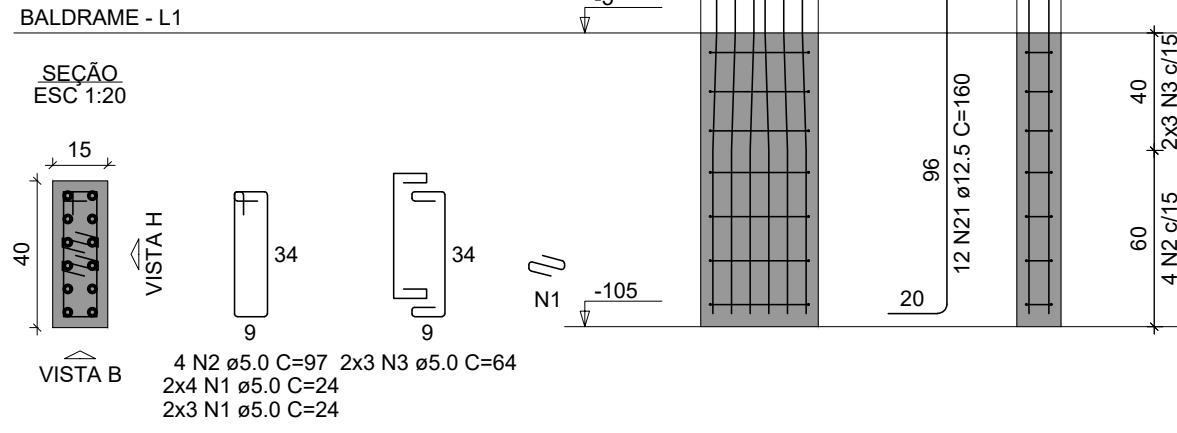 BALDRAME - L1
SEÇÃO
ESC 1:20
15
40
VISTA H
VISTA B
34
9
34
9
4 N2 ø5.0 C=97
2x3 N3 ø5.0 C=64
2x4 N1 ø5.0 C=24
2x3 N1 ø5.0 C=24
N1
-105
20
96
12 N21 ø12.5 C=160
40
2x3 N3 c/15
60
4 N2 c/15